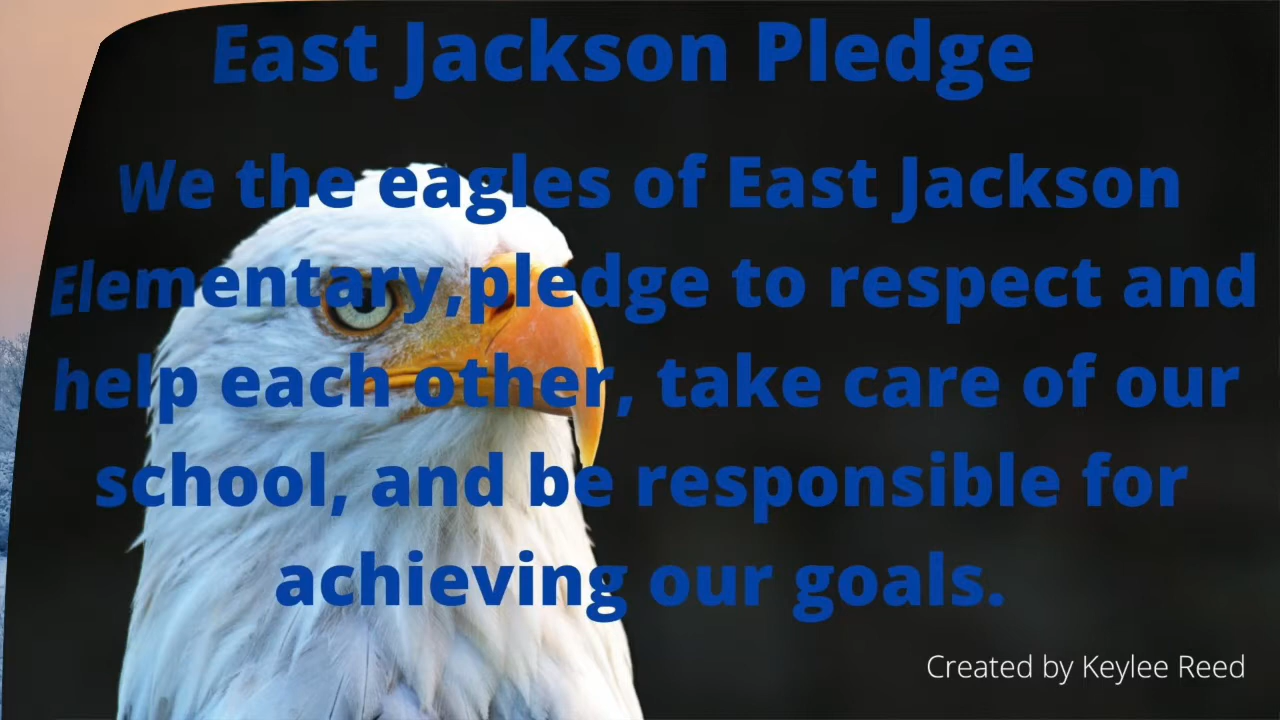 East Jackson Pledge
We the eagles of East Jackson
Elementary,pledge to respect and
help each other, take care of our
school, and be responsible for
achieving our goals.
Created by Keylee Reed